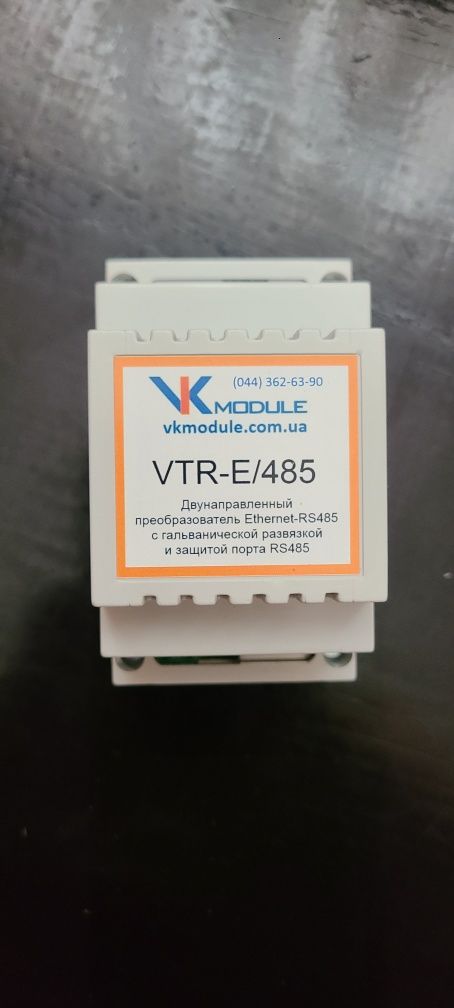 (044) 362-63-90
VK MODULE
vkmodule.com.ua
VTR-E/485
Двунаправленный
преобразователь Ethernet-RS485
с гальванической развязкой
и защитой порта RS485